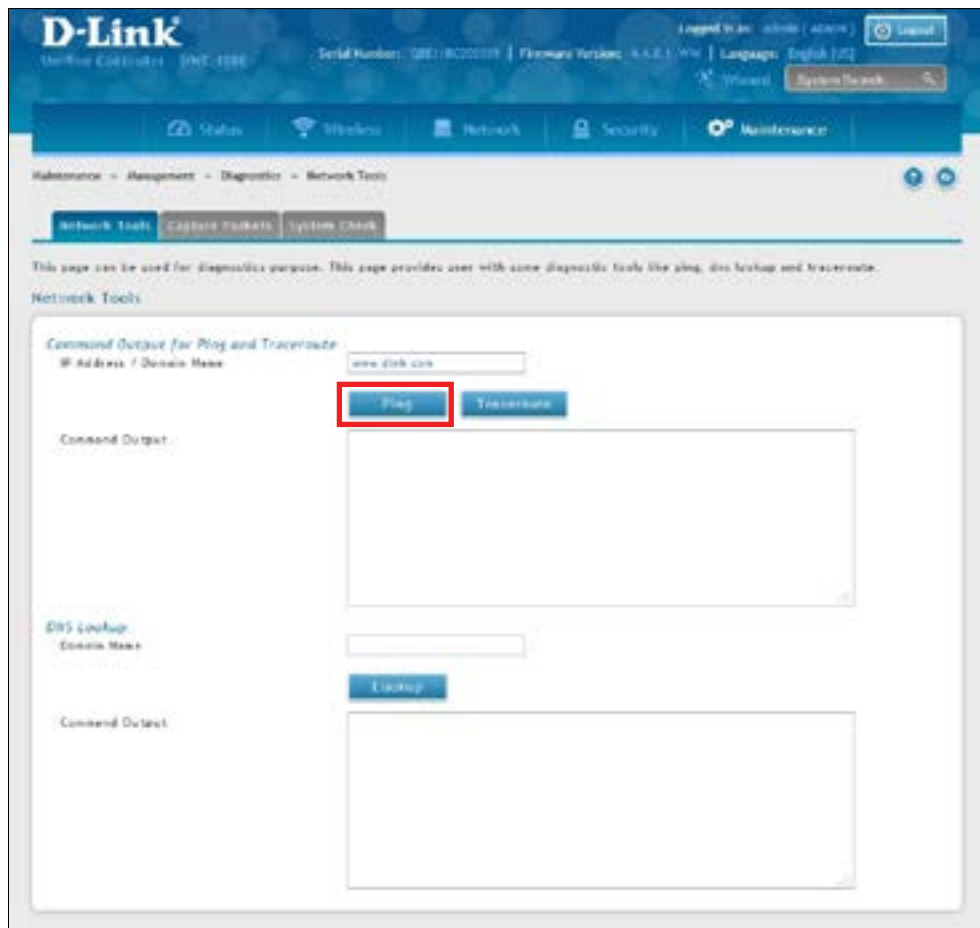 D-Link
Unified Controller
Logged in as: admin ( ADMIN )
Logout
Serial Number: | Firmware Version: | Language: English [US]
Wizard
System Search
Status
Wireless
Network
Security
Maintenance
Maintenance » Management » Diagnostics » Network Tools
Network Tools
Capture Packets
System Check
This page can be used for diagnostics purpose. This page provides user with some diagnostic tools like ping, dns lookup and traceroute.
Network Tools
Command Output for Ping and Traceroute
IP Address / Domain Name
www.dlink.com
Ping
Traceroute
Command Output
DNS Lookup
Domain Name
Lookup
Command Output